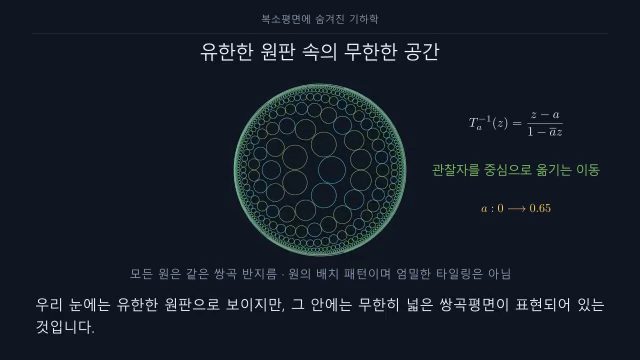 복소평면에 숨겨진 기하학
유한한 원판 속의 무한한 공간
T_a^{-1}(z) = \frac{z - a}{1 - \overline{a}z}
관찰자를 중심으로 옮기는 이동
a : 0 ⟶ 0.65
모든 원은 같은 쌍곡 반지름 · 원의 배치 패턴이며 엄밀한 타일링은 아님
우리 눈에는 유한한 원판으로 보이지만, 그 안에는 무한히 넓은 쌍곡평면이 표현되어 있는
것입니다.